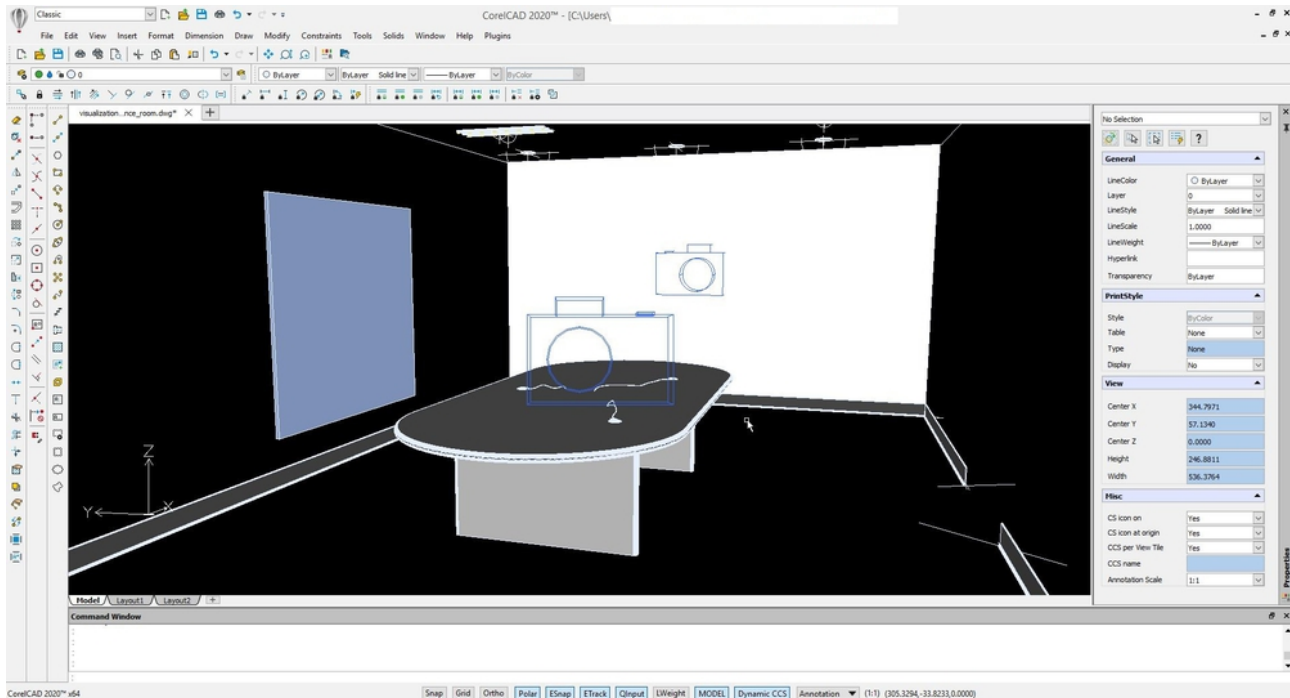 Classic
CorelCAD 2020™ - [C:\Users\
File Edit View Insert Format Dimension Draw Modify Constraints Tools Solids Window Help Plugins
0 ByLayer ByLayer Solid line ByLayer ByColor
visualization...nce_room.dwg*
No Selection
General
LineColor ByLayer
Layer 0
LineStyle ByLayer Solid line
LineScale 1.0000
LineWeight ByLayer
Hyperlink
Transparency ByLayer
PrintStyle
Style ByColor
Table None
Type None
Display No
View
Center X 344.7971
Center Y 57.1340
Center Z 0.0000
Height 246.8811
Width 536.3764
Misc
CS icon on Yes
CS icon at origin Yes
CCS per View Tile Yes
CCS name
Annotation Scale 1:1
Properties
Z
Y
X
Model Layout1 Layout2
Command Window
CorelCAD 2020™ x64
Snap Grid Ortho Polar ESnap ETrack QInput LWeight MODEL Dynamic CCS Annotation (1:1) (305.3294,-33.8233,0.0000)